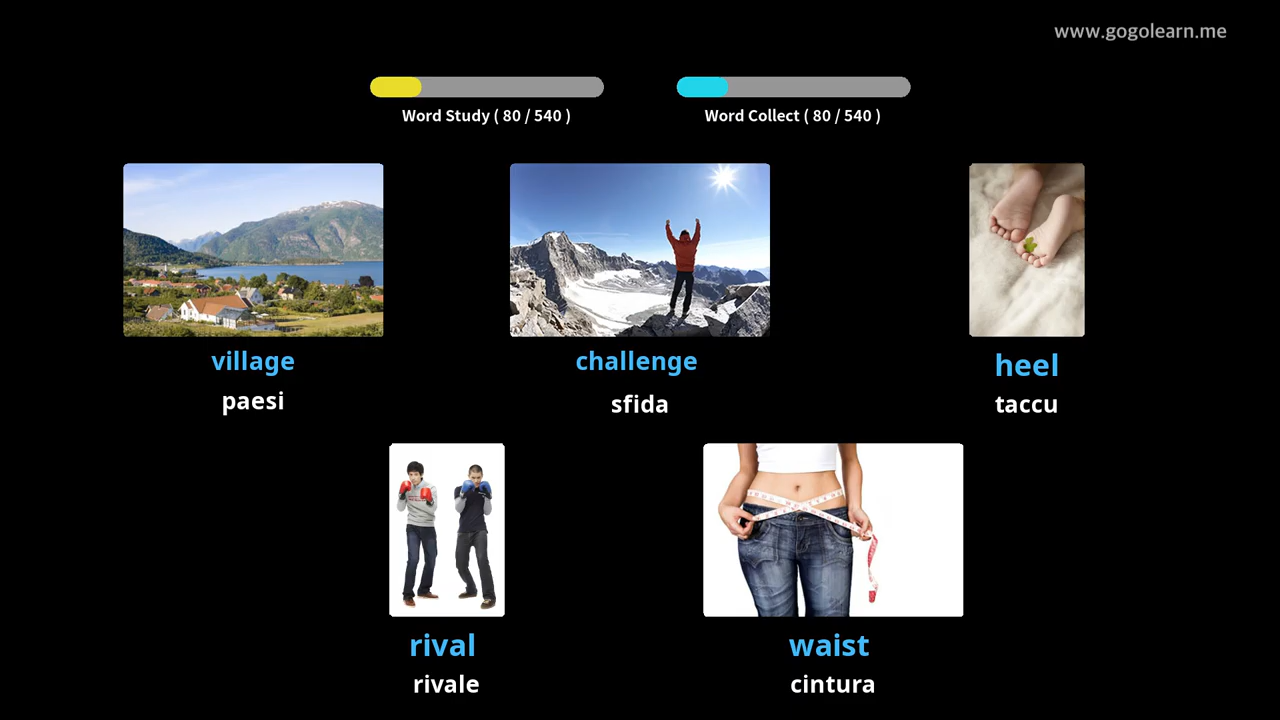 www.gogolearn.me
Word Study ( 80 / 540 )
Word Collect ( 80 / 540 )
village
paesi
challenge
sfida
heel
taccu
rival
rivale
waist
cintura